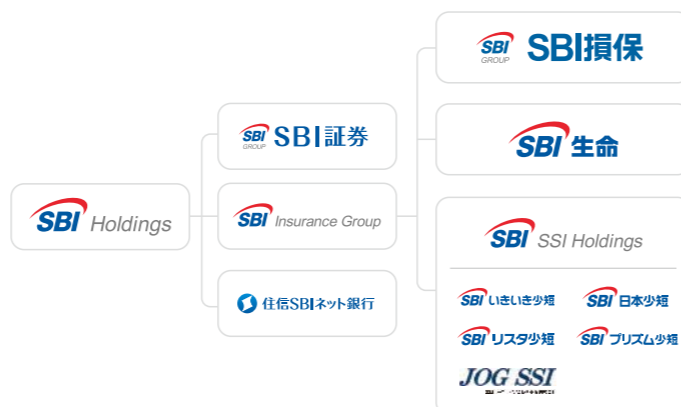 SBI Holdings
SBI GROUP SBI証券
SBI Insurance Group
住信SBIネット銀行
SBI GROUP SBI損保
SBI 生命
SBI SSI Holdings
SBI いきいき少短
SBI 日本少短
SBI リスタ少短
SBI プリズム少短
JOG SSI